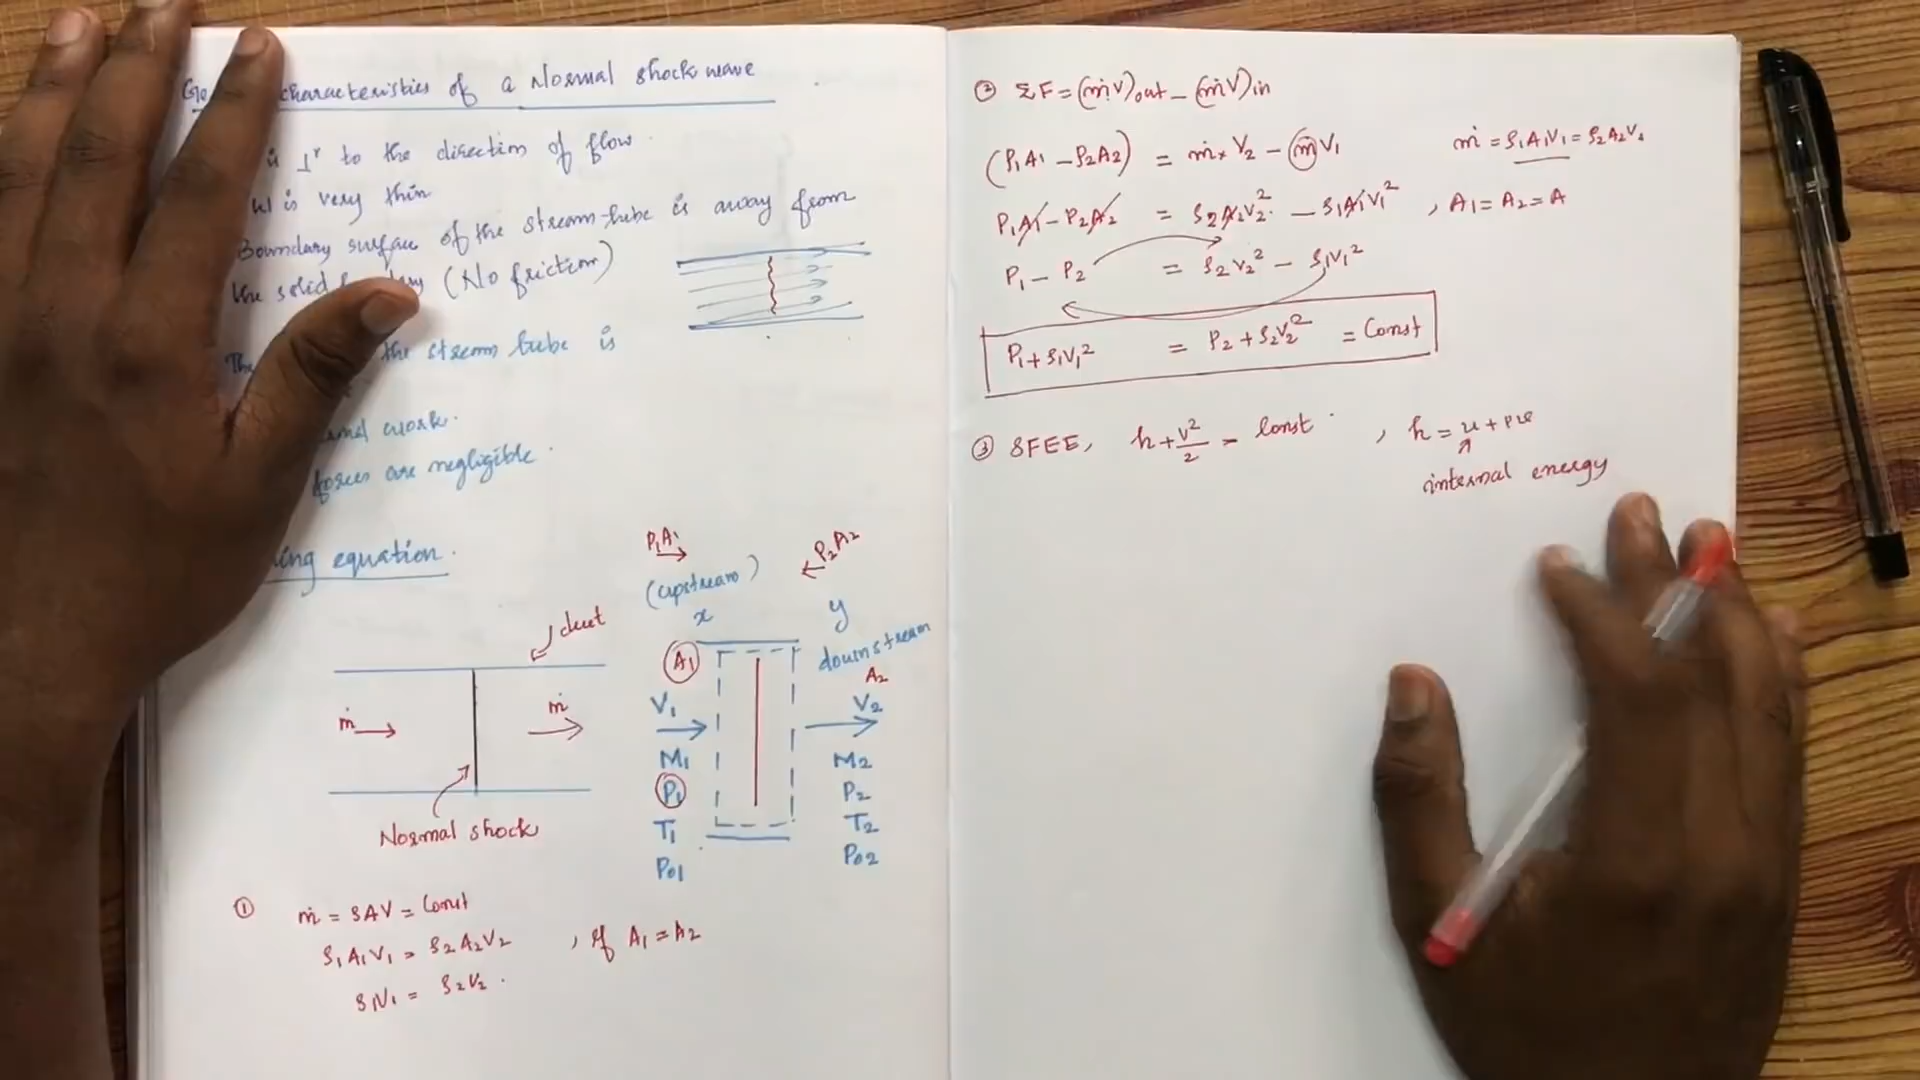 characteristics of a Normal shock wave
is ⊥r to the direction of flow.
is very thin
Boundary surface of the stream-tube is away from
the solid (No friction)
the stream tube is
work.
forces are negligible.
equation.
P₁A₁
P₂A₂
(upstream)
x
y
downstream
duct
A₁
A₂
V₁
V₂
M₁
M₂
P₁
P₂
T₁
T₂
P₀₁
P₀₂
ṁ
ṁ
Normal shock
① ṁ = ρAV = Const
ρ₁A₁V₁ = ρ₂A₂V₂ , if A₁ = A₂
ρ₁V₁ = ρ₂V₂.
② ΣF = (ṁV)out - (ṁV)in
(P₁A₁ - P₂A₂) = ṁ × V₂ - ṁV₁ ṁ = ρ₁A₁V₁ = ρ₂A₂V₂
P₁A₁ - P₂A₂ = ρ₂A₂V₂² - ρ₁A₁V₁² , A₁ = A₂ = A
P₁ - P₂ = ρ₂V₂² - ρ₁V₁²
P₁ + ρ₁V₁² = P₂ + ρ₂V₂² = Const
③ SFEE, h + V²/2 = Const , h = u + pv
internal energy